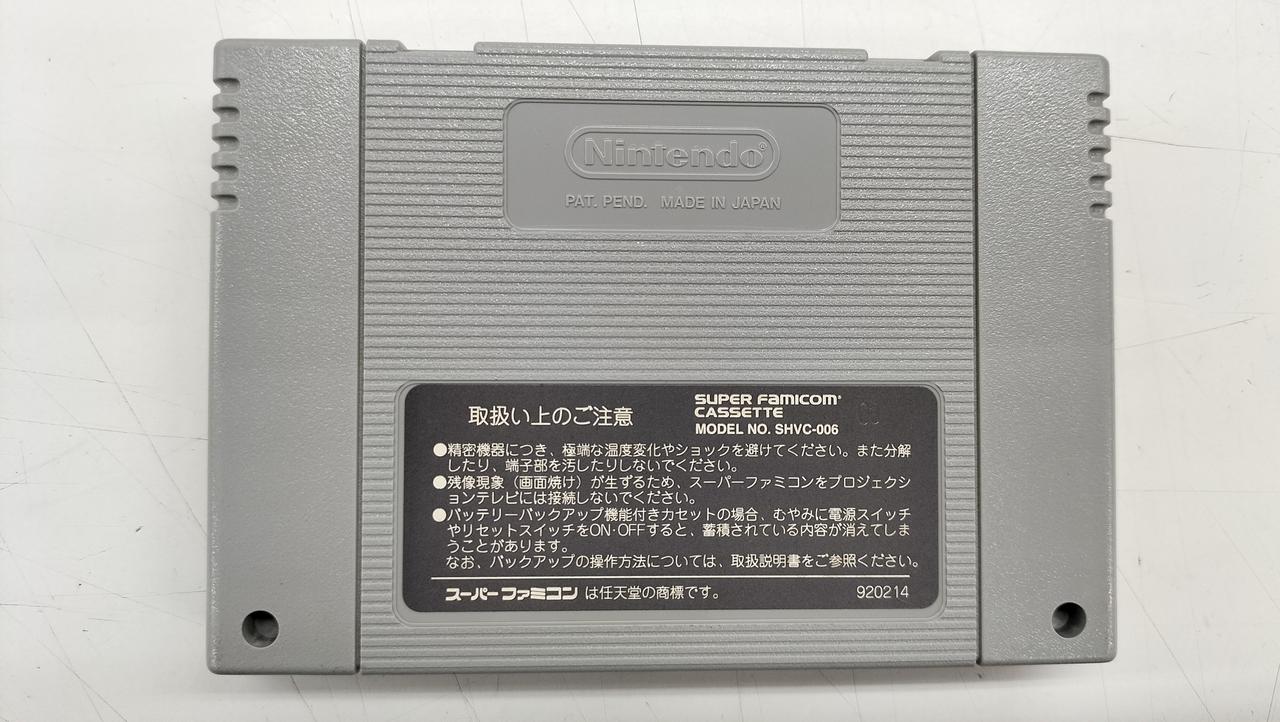 Nintendo®
PAT. PEND. MADE IN JAPAN
取扱い上のご注意
SUPER FAMICOM®
CASSETTE
MODEL NO. SHVC-006
●精密機器につき、極端な温度変化やショックを避けてください。また分解
したり、端子部を汚したりしないでください。
●残像現象（画面焼け）が生ずるため、スーパーファミコンをプロジェクシ
ョンテレビには接続しないでください。
●バッテリーバックアップ機能付きカセットの場合、むやみに電源スイッチ
やリセットスイッチをON・OFFすると、蓄積されている内容が消えてしま
うことがあります。
なお、バックアップの操作方法については、取扱説明書をご参照ください。
スーパーファミコン は任天堂の商標です。
920214